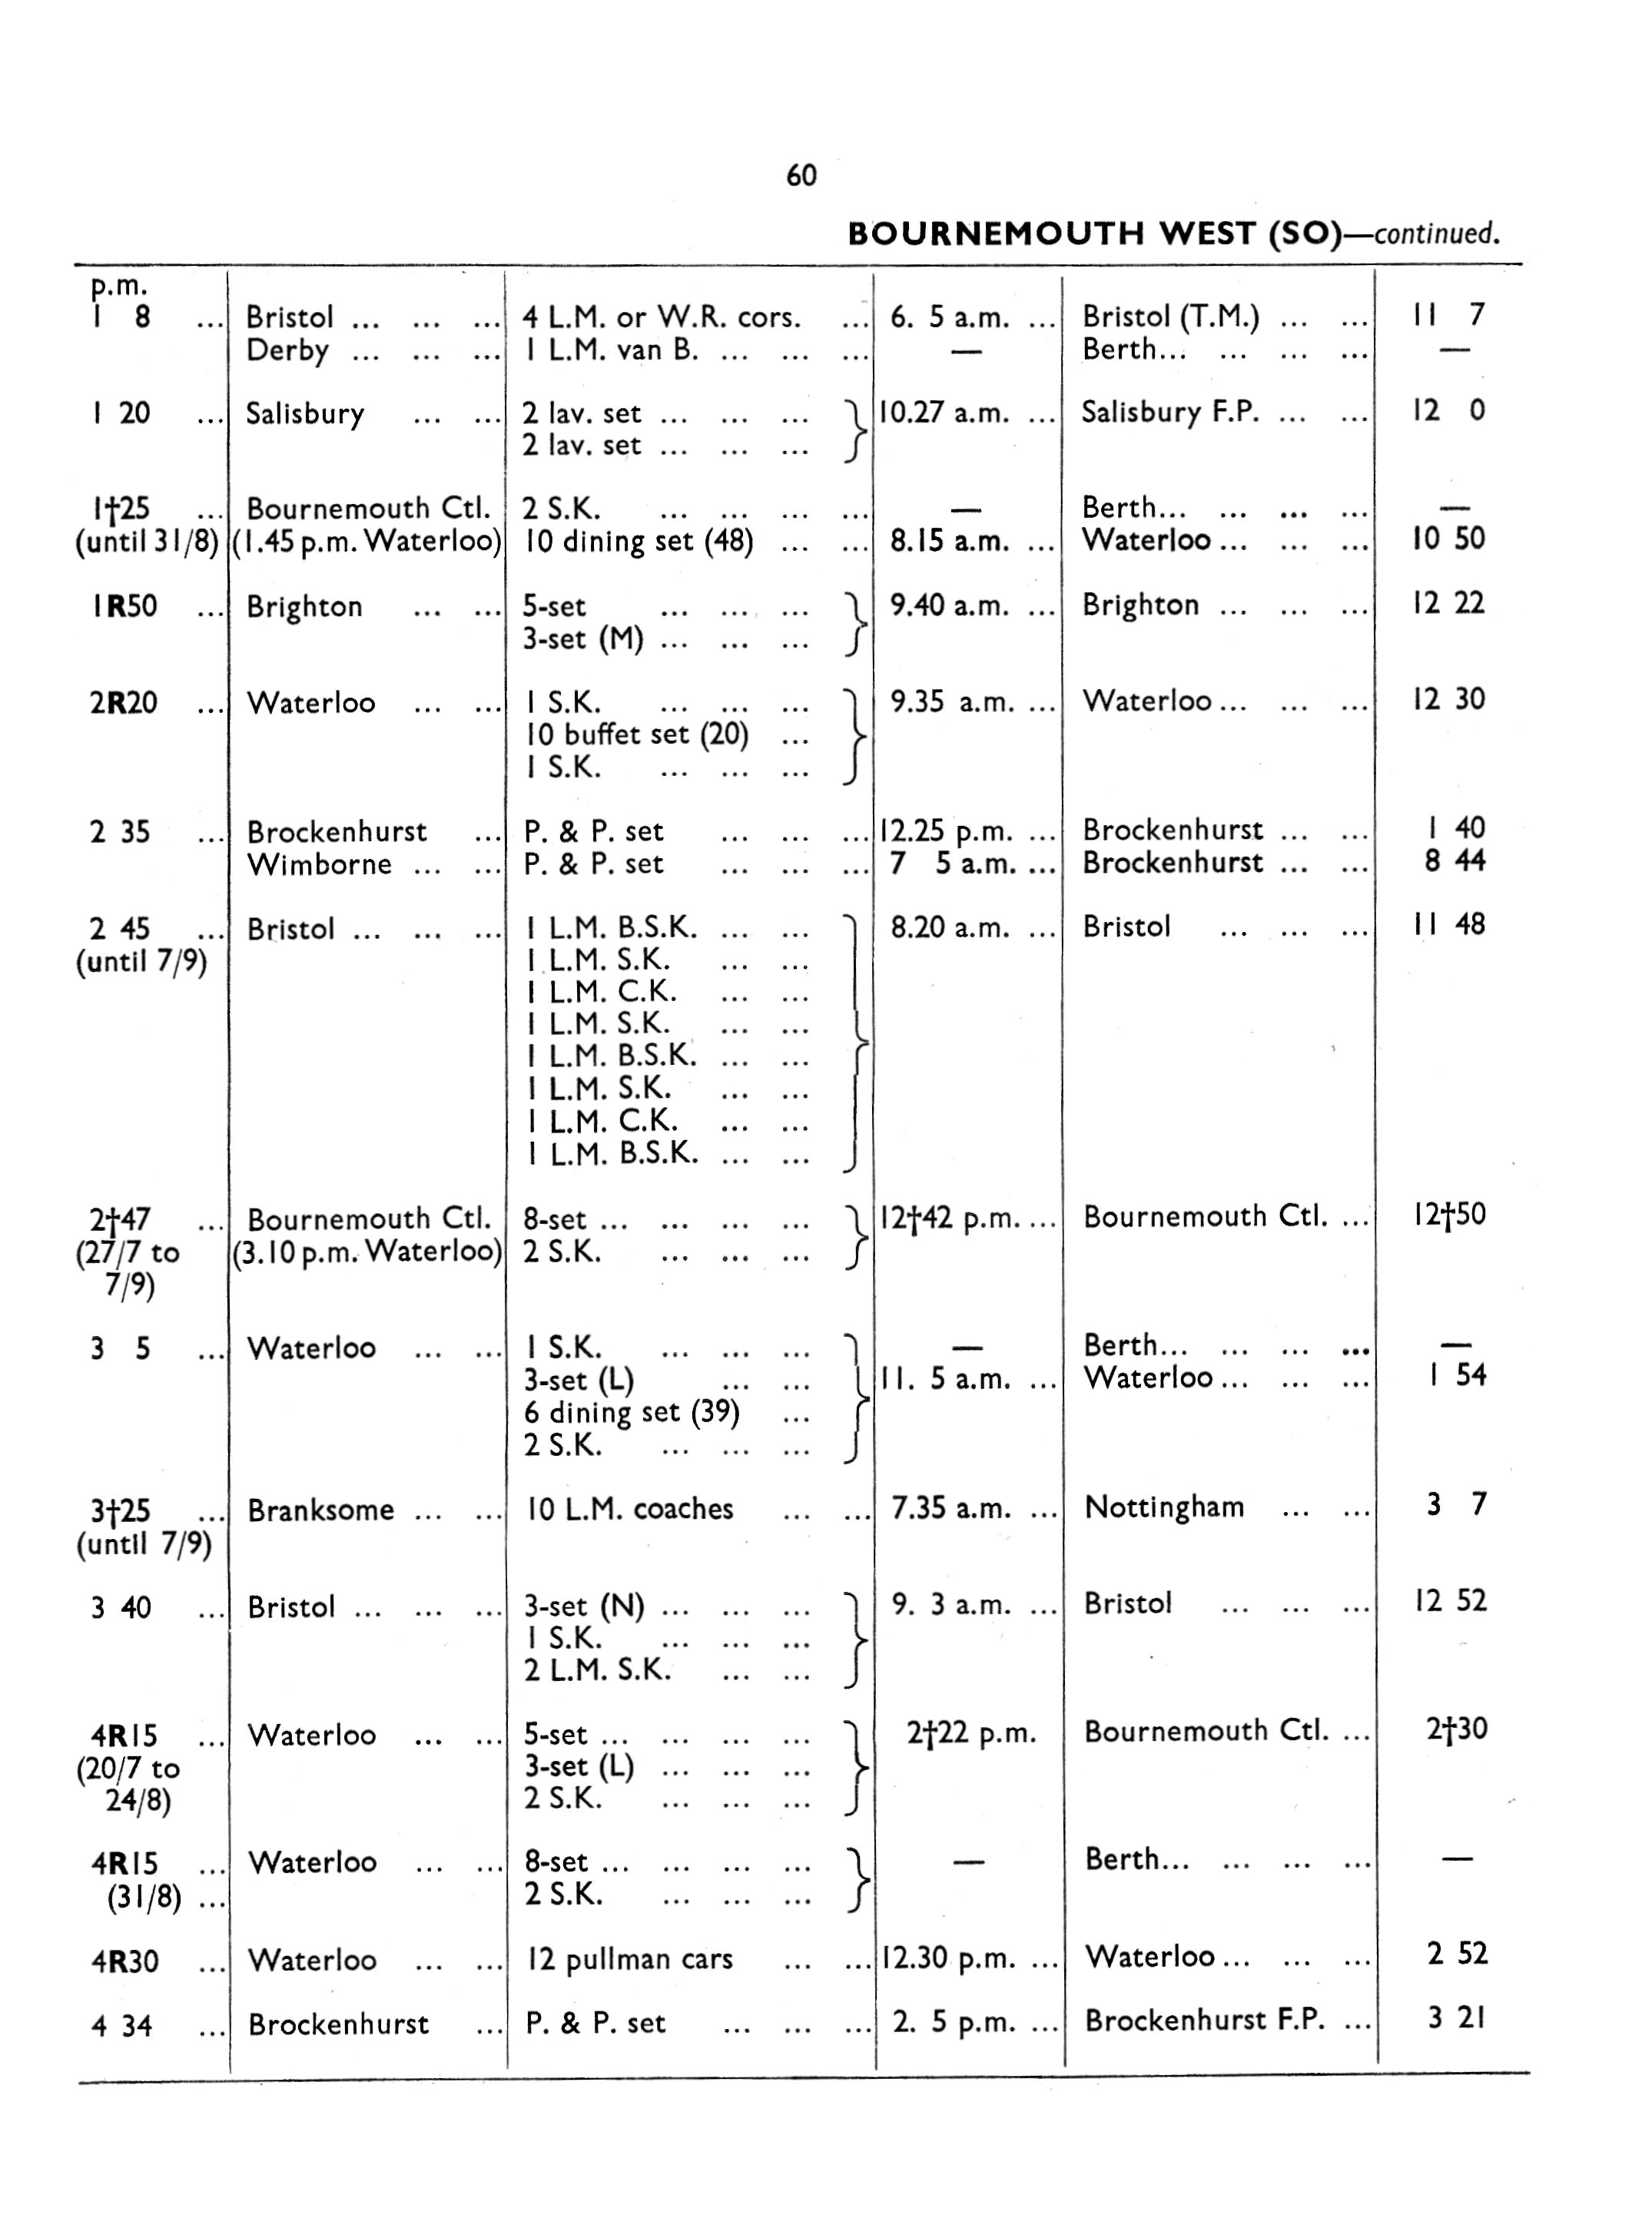 60
BOURNEMOUTH WEST (SO)—continued.
p.m.
1 8 ... Bristol ... ... ... 4 L.M. or W.R. cors. ... 6. 5 a.m. ... Bristol (T.M.) ... ... 11 7
Derby ... ... ... 1 L.M. van B. ... ... ... — Berth... ... ... ... —
1 20 ... Salisbury ... ... 2 lav. set ... ... ... } 10.27 a.m. ... Salisbury F.P. ... ... 12 0
2 lav. set ... ... ...
1†25 ... Bournemouth Ctl. 2 S.K. ... ... ... ... — Berth... ... ... ... —
(until 31/8) (1.45 p.m. Waterloo) 10 dining set (48) ... ... 8.15 a.m. ... Waterloo ... ... ... 10 50
1R50 ... Brighton ... ... 5-set ... ... ... } 9.40 a.m. ... Brighton ... ... ... 12 22
3-set (M) ... ... ...
2R20 ... Waterloo ... ... 1 S.K. ... ... ... } 9.35 a.m. ... Waterloo ... ... ... 12 30
10 buffet set (20) ...
1 S.K. ... ... ...
2 35 ... Brockenhurst ... P. & P. set ... ... ... 12.25 p.m. ... Brockenhurst ... ... 1 40
Wimborne ... ... P. & P. set ... ... ... 7 5 a.m. ... Brockenhurst ... ... 8 44
2 45 ... Bristol ... ... ... 1 L.M. B.S.K. ... ... } 8.20 a.m. ... Bristol ... ... ... 11 48
(until 7/9) 1 L.M. S.K. ... ...
1 L.M. C.K. ... ...
1 L.M. S.K. ... ...
1 L.M. B.S.K. ... ...
1 L.M. S.K. ... ...
1 L.M. C.K. ... ...
1 L.M. B.S.K. ... ...
2†47 ... Bournemouth Ctl. 8-set ... ... ... ... } 12†42 p.m. ... Bournemouth Ctl. ... 12†50
(27/7 to (3.10 p.m. Waterloo) 2 S.K. ... ... ...
7/9)
3 5 ... Waterloo ... ... 1 S.K. ... ... ... } — Berth... ... ... ... —
3-set (L) ... ... 11. 5 a.m. ... Waterloo ... ... ... 1 54
6 dining set (39) ...
2 S.K. ... ... ...
3†25 ... Branksome ... ... 10 L.M. coaches ... ... 7.35 a.m. ... Nottingham ... ... 3 7
(until 7/9)
3 40 ... Bristol ... ... ... 3-set (N) ... ... ... } 9. 3 a.m. ... Bristol ... ... ... 12 52
1 S.K. ... ... ...
2 L.M. S.K. ... ...
4R15 ... Waterloo ... ... 5-set ... ... ... ... } 2†22 p.m. Bournemouth Ctl. ... 2†30
(20/7 to 3-set (L) ... ... ...
24/8) 2 S.K. ... ... ...
4R15 ... Waterloo ... ... 8-set ... ... ... ... } — Berth... ... ... ... —
(31/8) ... 2 S.K. ... ... ...
4R30 ... Waterloo ... ... 12 pullman cars ... ... 12.30 p.m. ... Waterloo ... ... ... 2 52
4 34 ... Brockenhurst ... P. & P. set ... ... ... 2. 5 p.m. ... Brockenhurst F.P. ... 3 21